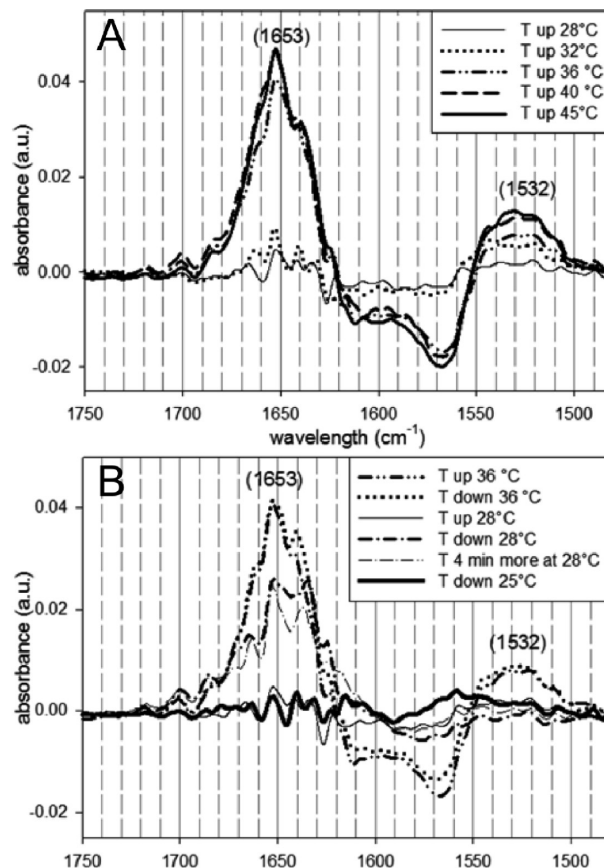 A
(1653)
T up 28°C
T up 32°C
T up 36 °C
T up 40 °C
T up 45°C
(1532)
absorbance (a.u.)
0.04
0.02
0.00
-0.02
1750 1700 1650 1600 1550 1500
wavelength (cm⁻¹)
B
(1653)
T up 36 °C
T down 36°C
T up 28°C
T down 28°C
T 4 min more at 28°C
T down 25°C
(1532)
absorbance (a.u.)
0.04
0.02
0.00
-0.02
1750 1700 1650 1600 1550 1500